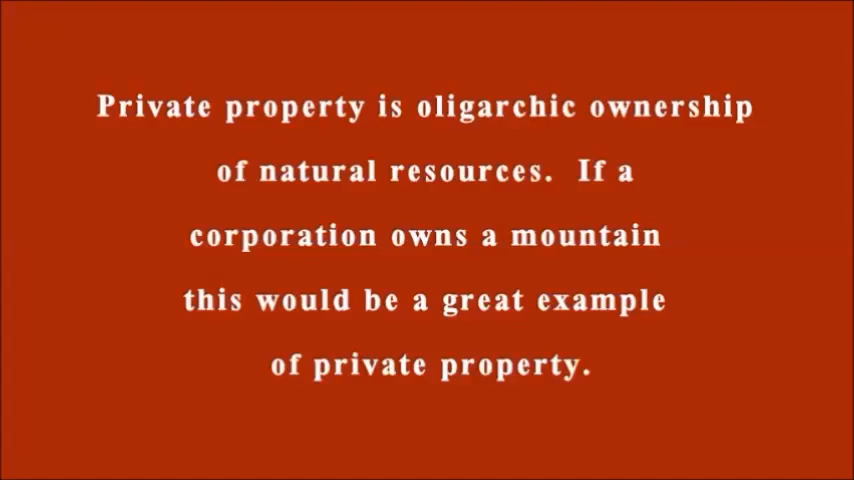 Private property is oligarchic ownership
of natural resources.  If a
corporation owns a mountain
this would be a great example
of private property.